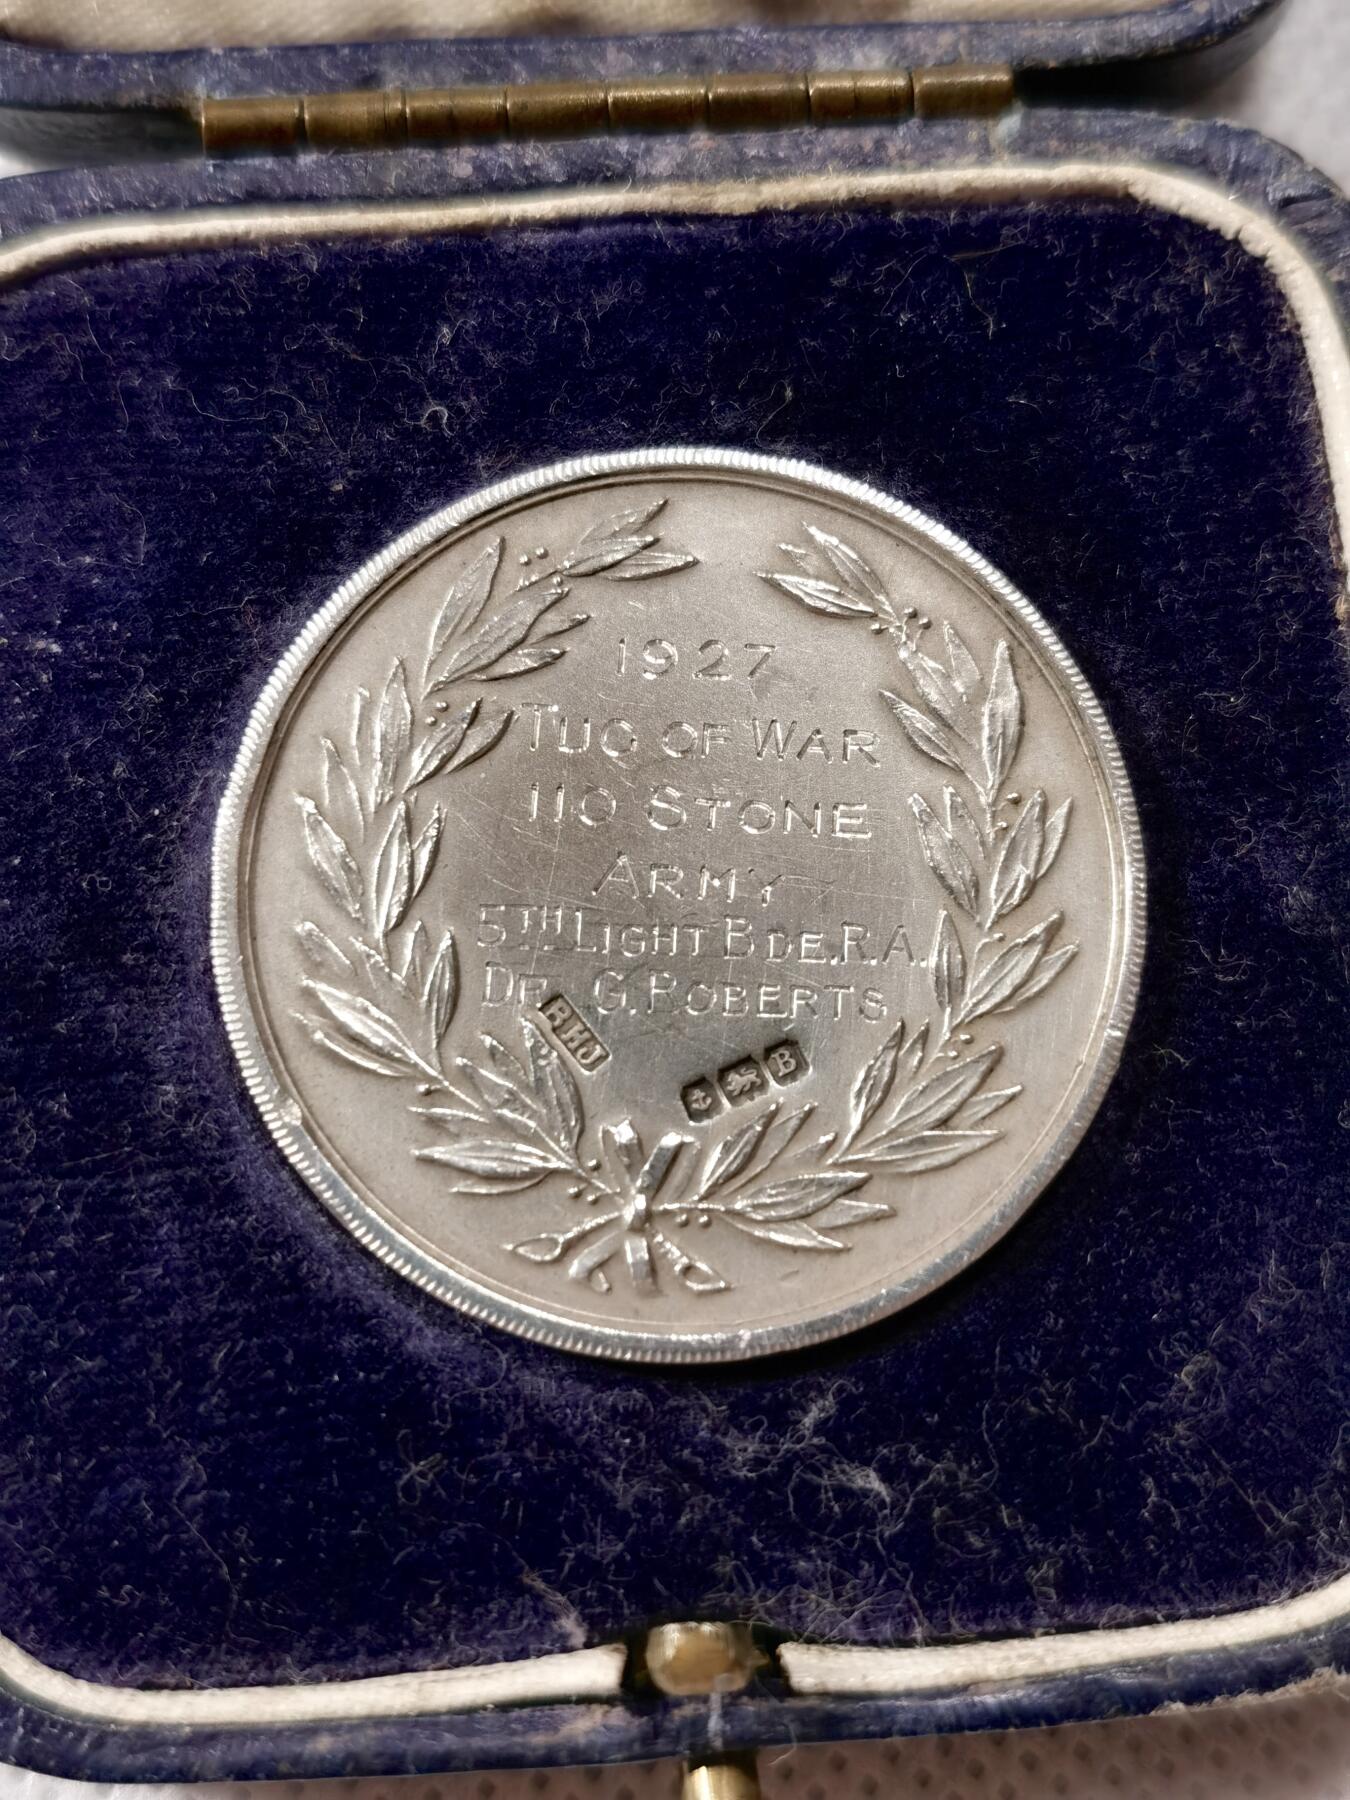 1927
TUG OF WAR
110 STONE
ARMY
5TH LIGHT BDE. R.A.
DR. G. ROBERTS
RHJ
B